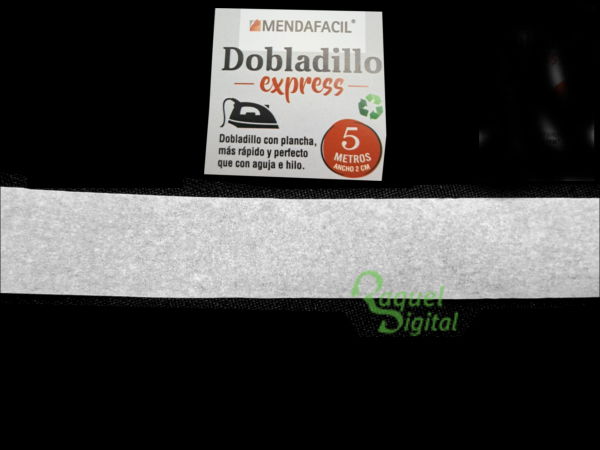 MENDAFACIL®
Dobladillo
express
Dobladillo con plancha,
más rápido y perfecto
que con aguja e hilo.
5
METROS
ANCHO 2 CM
Raquel
Digital